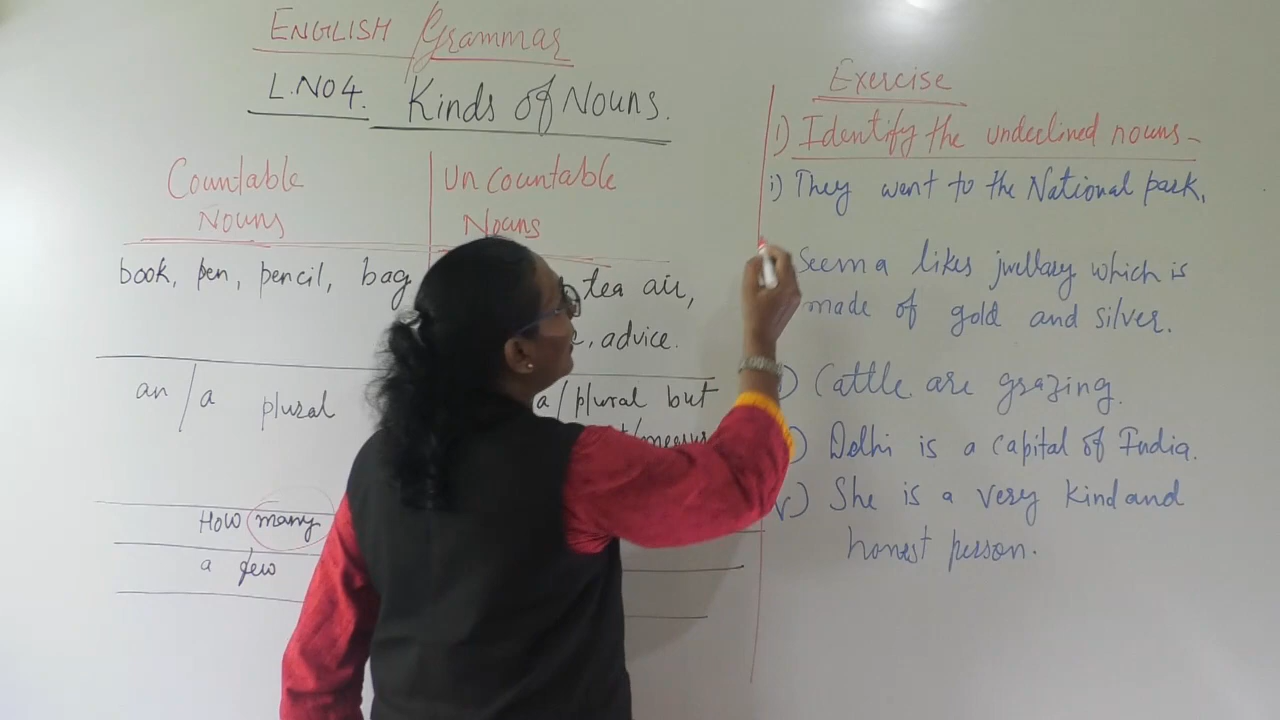 ENGLISH Grammar
L.NO4. Kinds of Nouns.
Countable
Nouns
book, pen, pencil, bag
an/a plural
How many
a few
Uncountable
Nouns
tea air,
advice.
a/plural but
Exercise
1) Identify the underlined nouns-
i) They went to the National park.
Seema likes jwellary which is
made of gold and silver.
Cattle are grazing.
Delhi is a capital of India.
v) She is a very kind and
honest person.